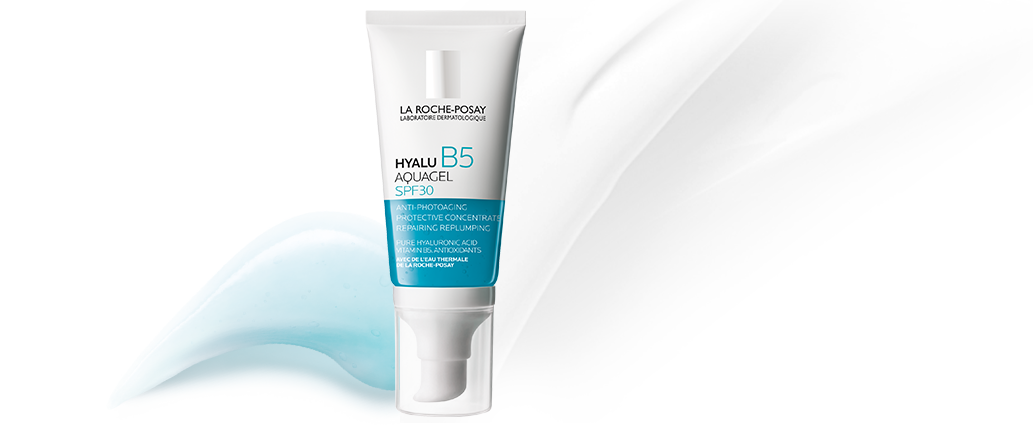 LA ROCHE-POSAY
LABORATOIRE DERMATOLOGIQUE
HYALU B5
AQUAGEL
SPF30
ANTI-PHOTOAGING
PROTECTIVE CONCENTRATE
REPAIRING REPLUMPING
PURE HYALURONIC ACID
VITAMIN B5. ANTIOXIDANTS
AVEC DE L'EAU THERMALE
DE LA ROCHE-POSAY